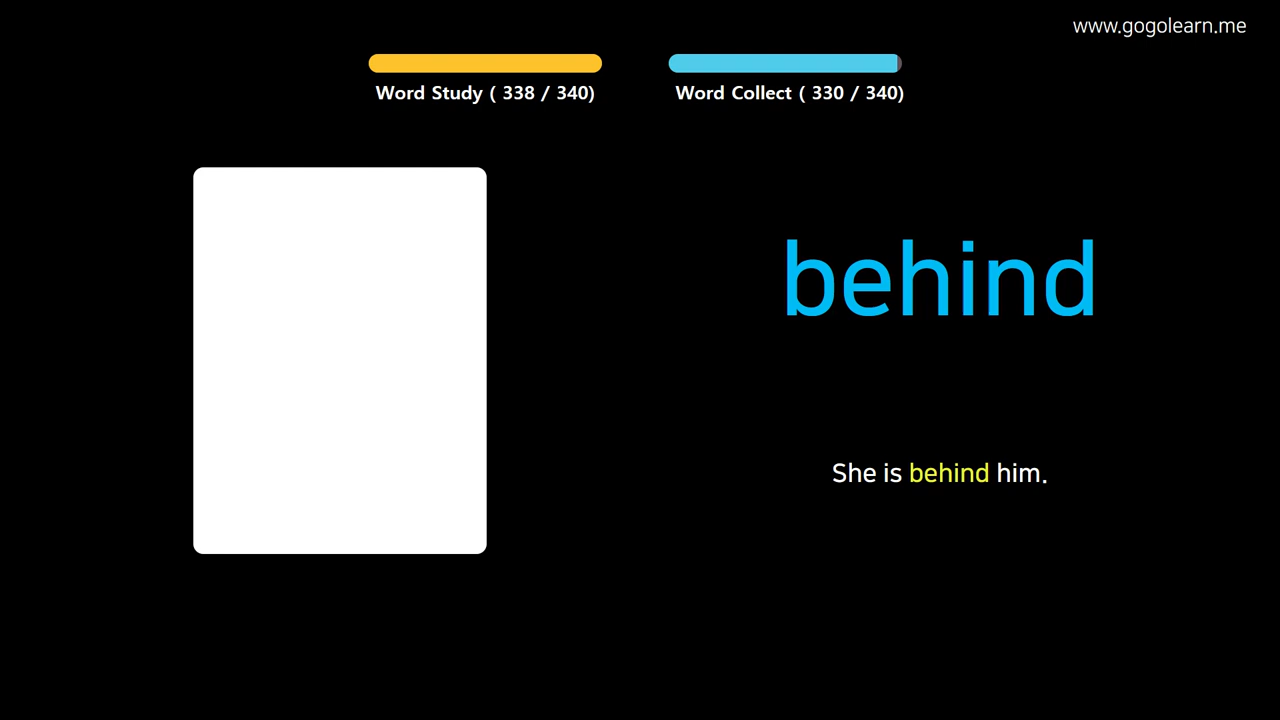 www.gogolearn.me
Word Study ( 338 / 340)
Word Collect ( 330 / 340)
behind
She is behind him.